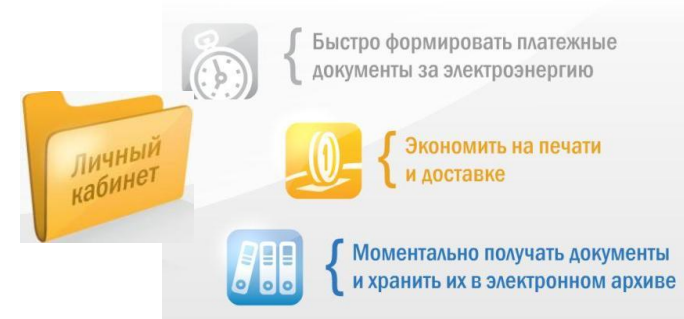 Быстро формировать платежные
документы за электроэнергию
Личный
кабинет
1
Экономить на печати
и доставке
Моментально получать документы
и хранить их в электронном архиве